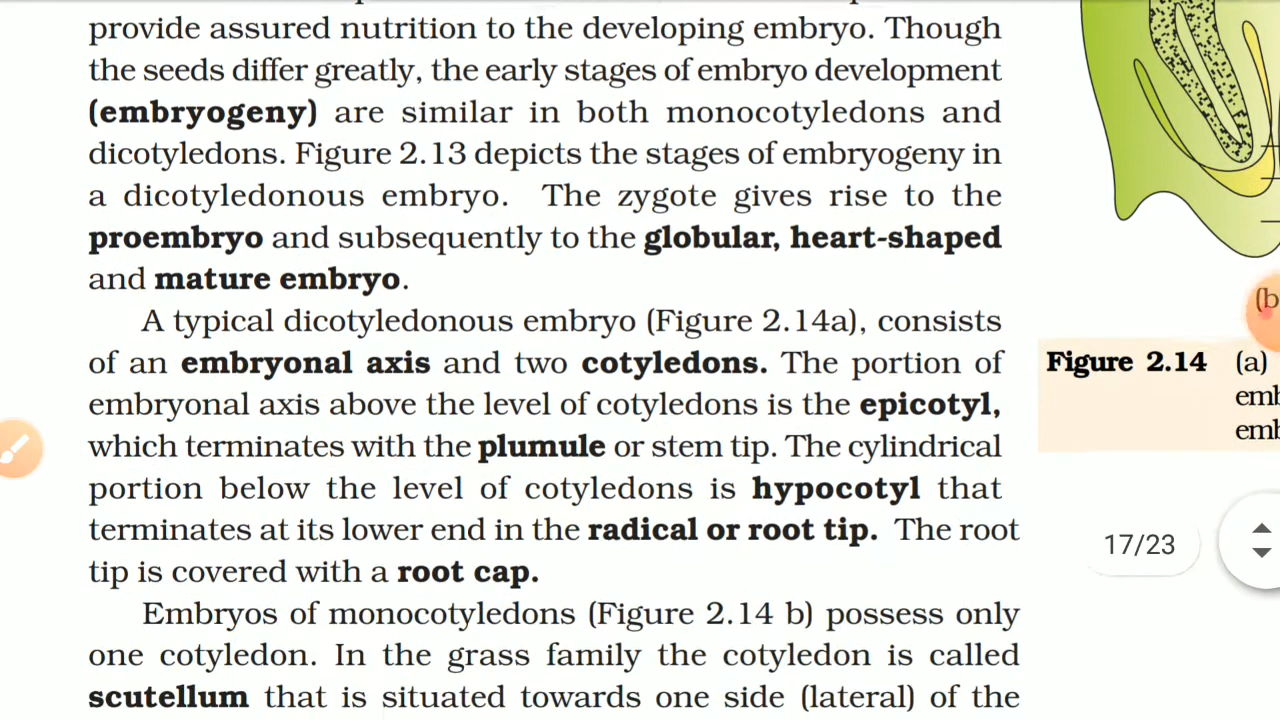 provide assured nutrition to the developing embryo. Though
the seeds differ greatly, the early stages of embryo development
(embryogeny) are similar in both monocotyledons and
dicotyledons. Figure 2.13 depicts the stages of embryogeny in
a dicotyledonous embryo. The zygote gives rise to the
proembryo and subsequently to the globular, heart-shaped
and mature embryo.
A typical dicotyledonous embryo (Figure 2.14a), consists
of an embryonal axis and two cotyledons. The portion of
embryonal axis above the level of cotyledons is the epicotyl,
which terminates with the plumule or stem tip. The cylindrical
portion below the level of cotyledons is hypocotyl that
terminates at its lower end in the radical or root tip. The root
tip is covered with a root cap.
Embryos of monocotyledons (Figure 2.14 b) possess only
one cotyledon. In the grass family the cotyledon is called
scutellum that is situated towards one side (lateral) of the
(b
Figure 2.14 (a)
emb
emb
17/23